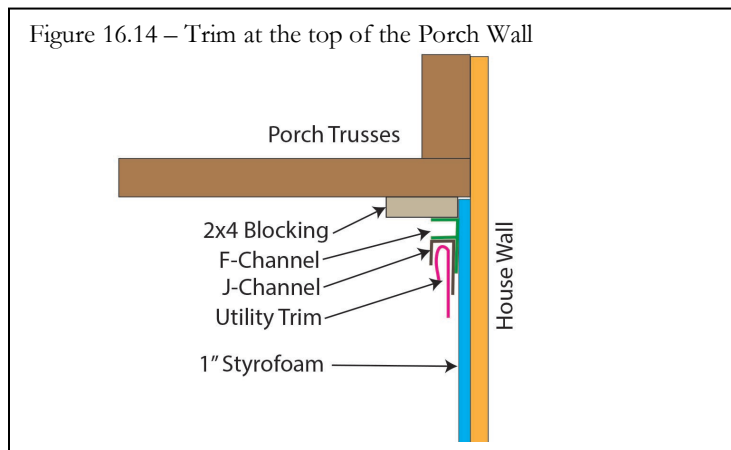 Figure 16.14 – Trim at the top of the Porch Wall
Porch Trusses
2x4 Blocking
F-Channel
J-Channel
Utility Trim
1” Styrofoam
House Wall